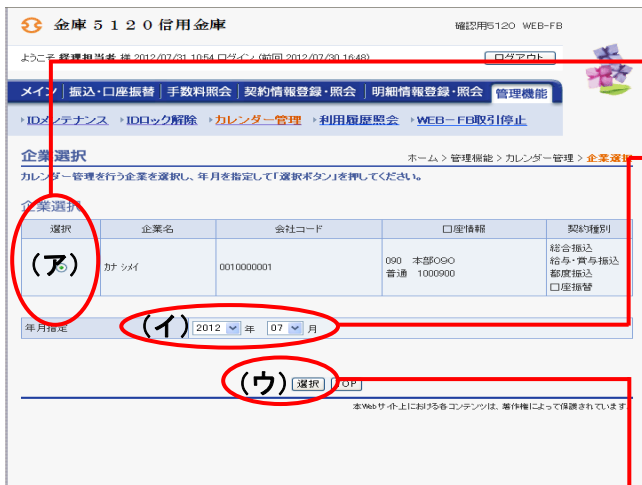 金庫5120信用金庫
確認用5120 WEB-FB
ようこそ 経理担当者 様 2012/07/31 10:54 ログイン (前回 2012/07/30 16:48)
ログアウト
メイン 振込・口座振替 手数料照会 契約情報登録・照会 明細情報登録・照会 管理機能
IDメンテナンス IDロック解除 カレンダー管理 利用履歴照会 WEB-FB取引停止
企業選択
ホーム > 管理機能 > カレンダー管理 > 企業選択
カレンダー管理を行う企業を選択し、年月を指定して「選択ボタン」を押してください。
企業選択
選択 企業名 会社コード 口座情報 契約種別
(ア) カナ シメイ 0010000001 090 本部090 普通 1000900
総合振込
給与・賞与振込
都度振込
口座振替
年月指定 (イ) 2012 年 07 月
(ウ) 選択 TOP
本Webサイト上における各コンテンツは、著作権によって保護されています。